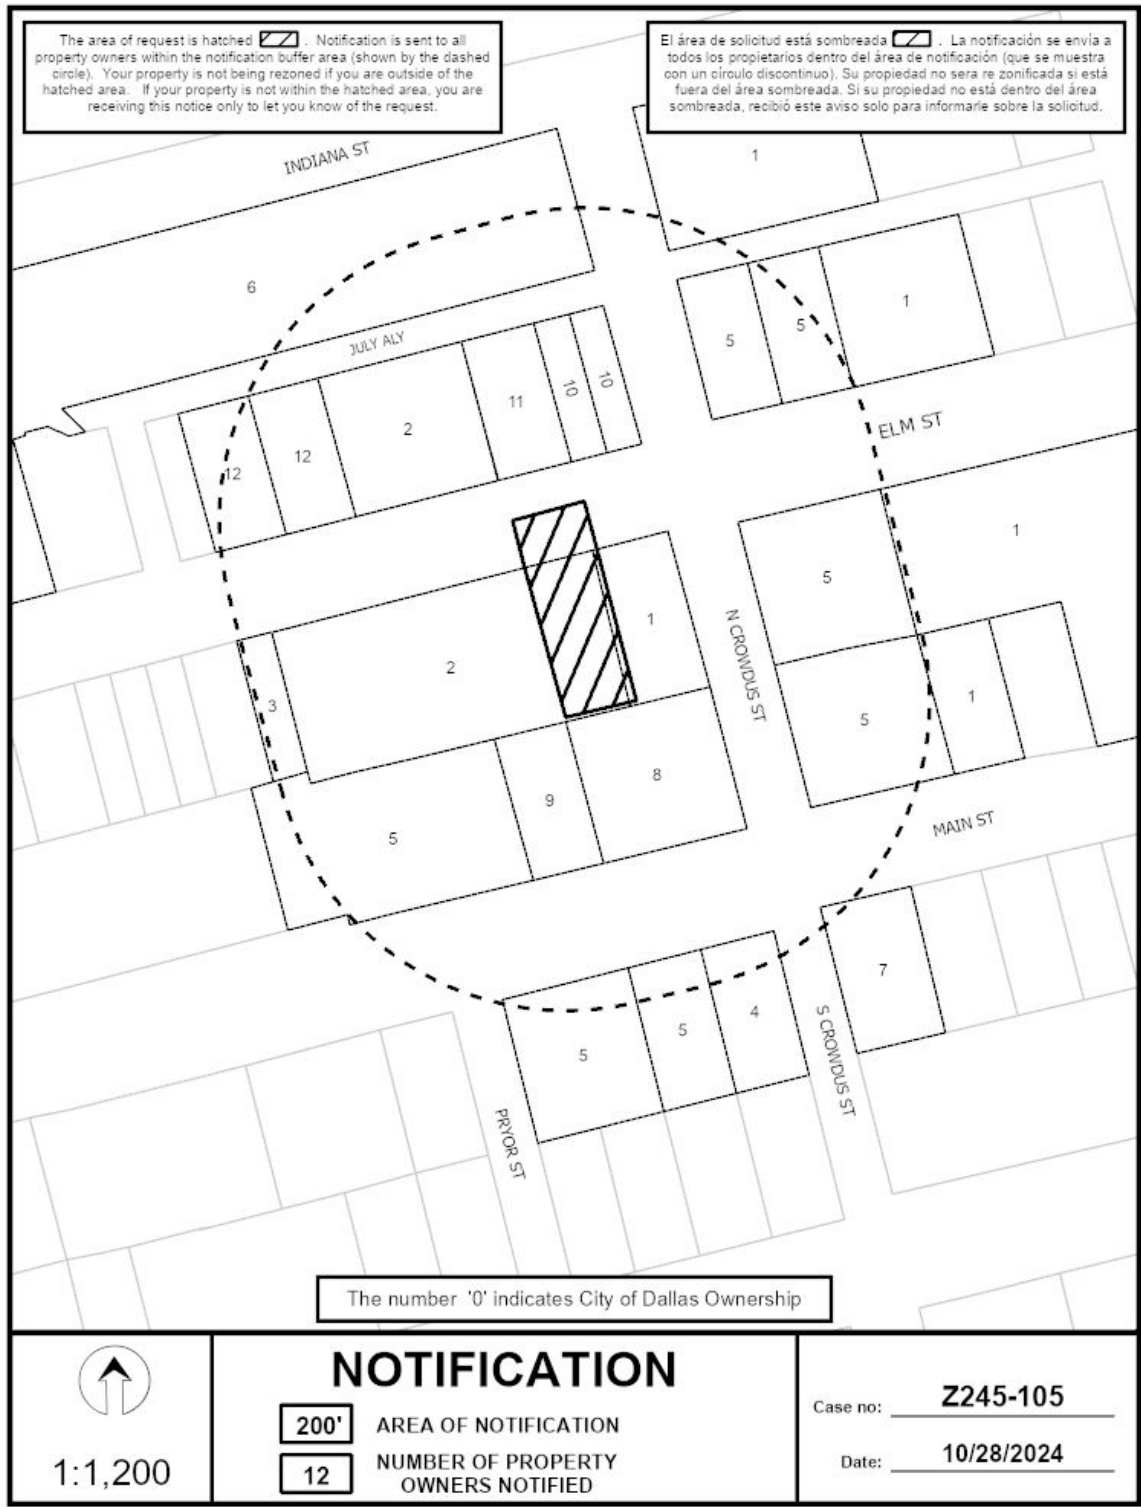 The area of request is hatched . Notification is sent to all
property owners within the notification buffer area (shown by the dashed
circle). Your property is not being rezoned if you are outside of the
hatched area. If your property is not within the hatched area, you are
receiving this notice only to let you know of the request.
El área de solicitud está sombreada . La notificación se envía a
todos los propietarios dentro del área de notificación (que se muestra
con un círculo discontinuo). Su propiedad no sera re zonificada si está
fuera del área sombreada. Si su propiedad no está dentro del área
sombreada, recibió este aviso solo para informarle sobre la solicitud.
INDIANA ST
1
6
JULY ALY
5
5
1
12
12
2
11
10
10
ELM ST
1
5
2
1
N CROWDUS ST
3
5
1
5
9
8
MAIN ST
7
5
5
4
S CROWDUS ST
PRYOR ST
The number '0' indicates City of Dallas Ownership
1:1,200
NOTIFICATION
200' AREA OF NOTIFICATION
12 NUMBER OF PROPERTY
OWNERS NOTIFIED
Case no: Z245-105
Date: 10/28/2024